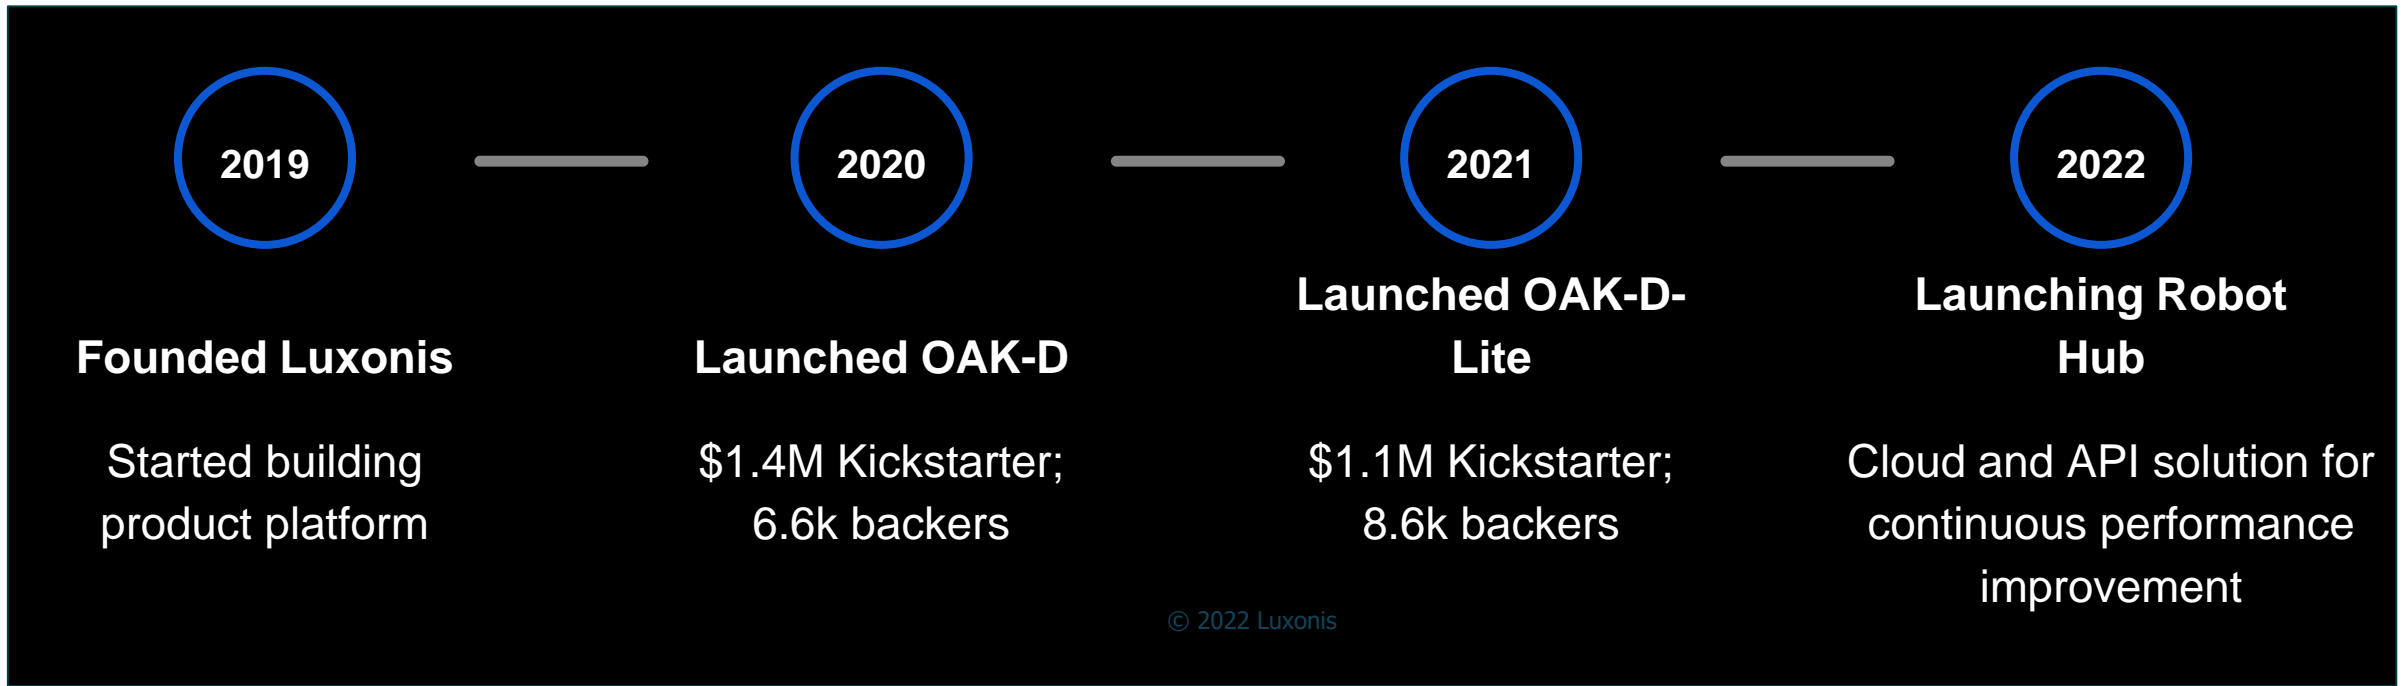 2019
2020
2021
2022
Founded Luxonis
Started building
product platform
Launched OAK-D
$1.4M Kickstarter;
6.6k backers
Launched OAK-D-
Lite
$1.1M Kickstarter;
8.6k backers
Launching Robot
Hub
Cloud and API solution for
continuous performance
improvement
© 2022 Luxonis